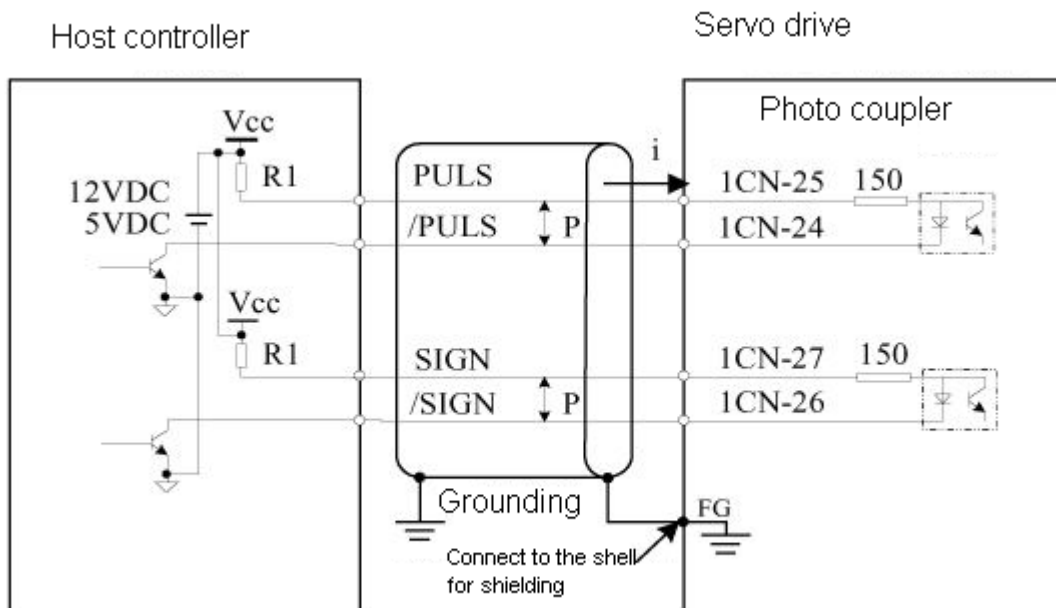 Host controller
Servo drive
Photo coupler
Vcc
R1
12VDC
5VDC
PULS
/PULS
P
i
1CN-25
150
1CN-24
Vcc
R1
SIGN
/SIGN
P
1CN-27
150
1CN-26
Grounding
FG
Connect to the shell
for shielding